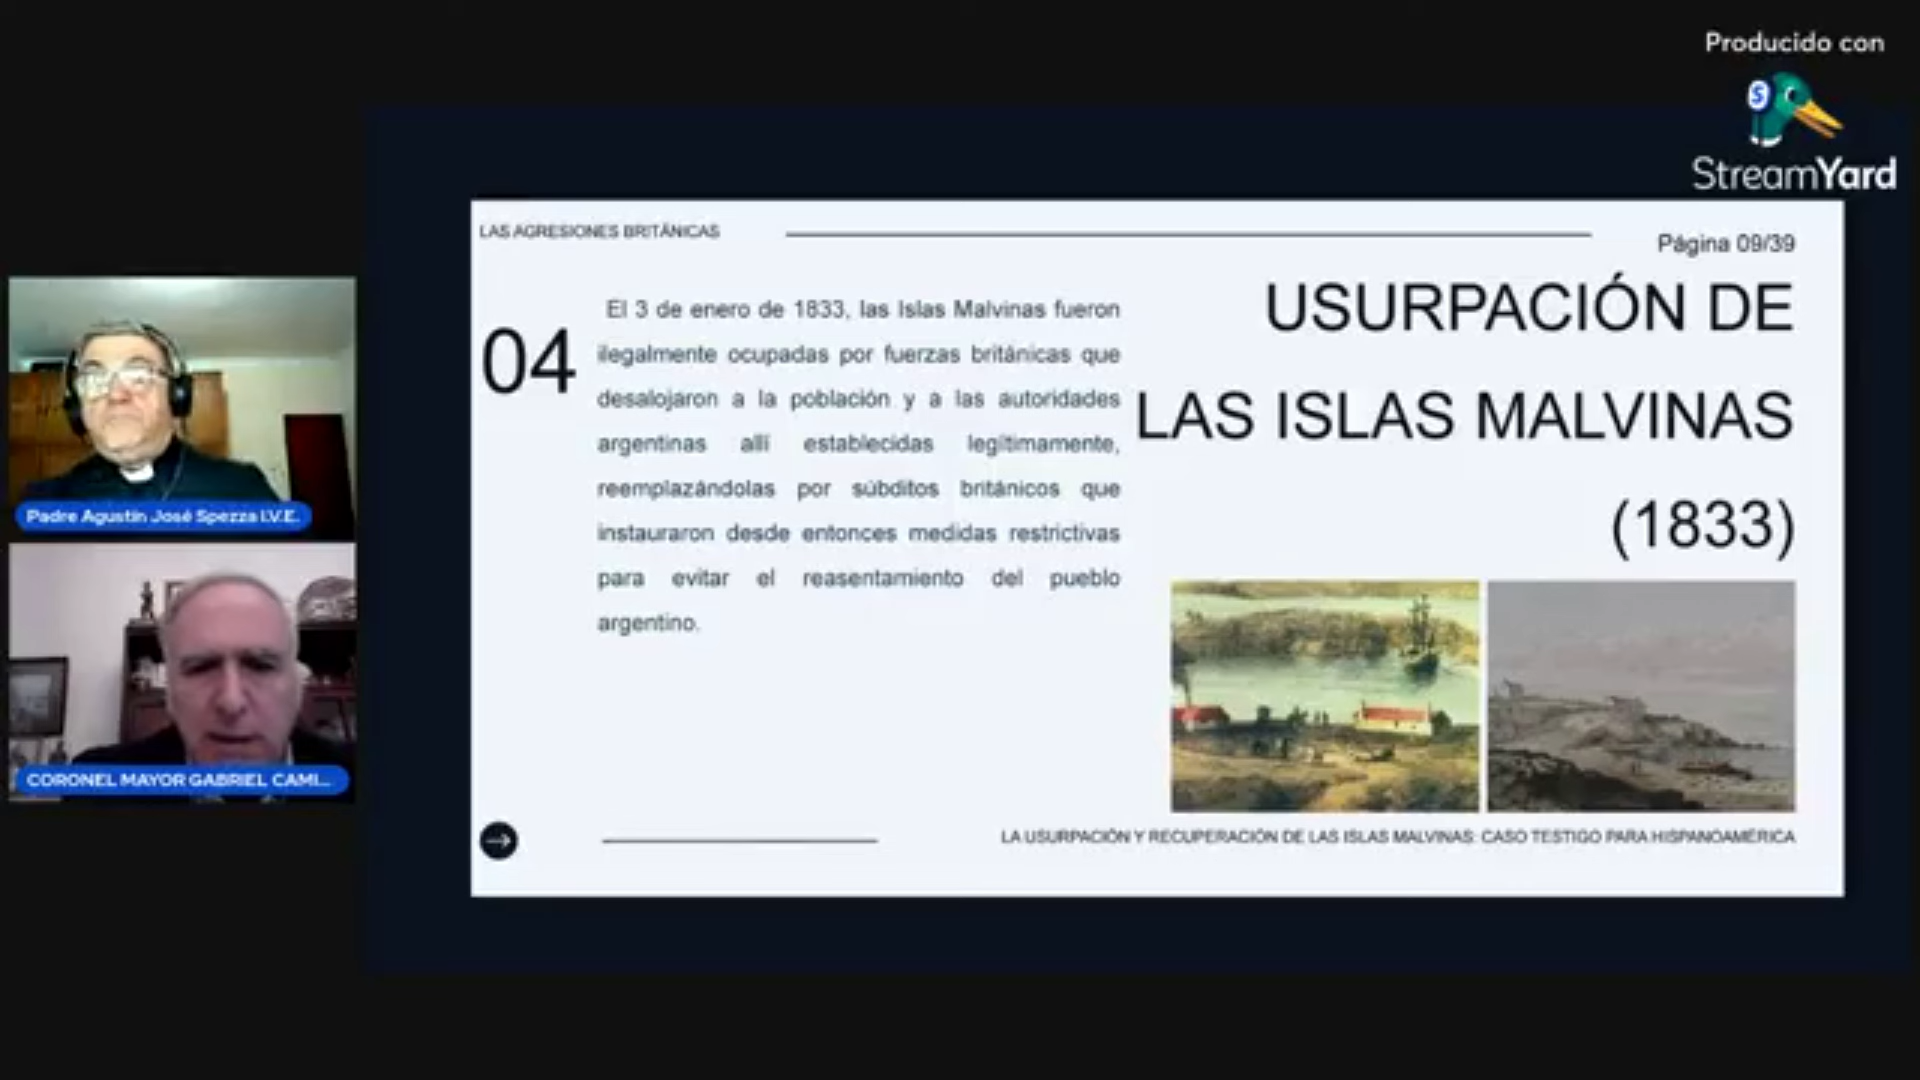 Producido con
StreamYard
LAS AGRESIONES BRITÁNICAS
Página 09/39
04
El 3 de enero de 1833, las Islas Malvinas fueron
ilegalmente ocupadas por fuerzas británicas que
desalojaron a la población y a las autoridades
argentinas allí establecidas legítimamente,
reemplazándolas por súbditos británicos que
instauraron desde entonces medidas restrictivas
para evitar el reasentamiento del pueblo
argentino.
USURPACIÓN DE
LAS ISLAS MALVINAS
(1833)
LA USURPACIÓN Y RECUPERACIÓN DE LAS ISLAS MALVINAS: CASO TESTIGO PARA HISPANOAMÉRICA
Padre Agustín José Spezza I.V.E.
CORONEL MAYOR GABRIEL CAMI...